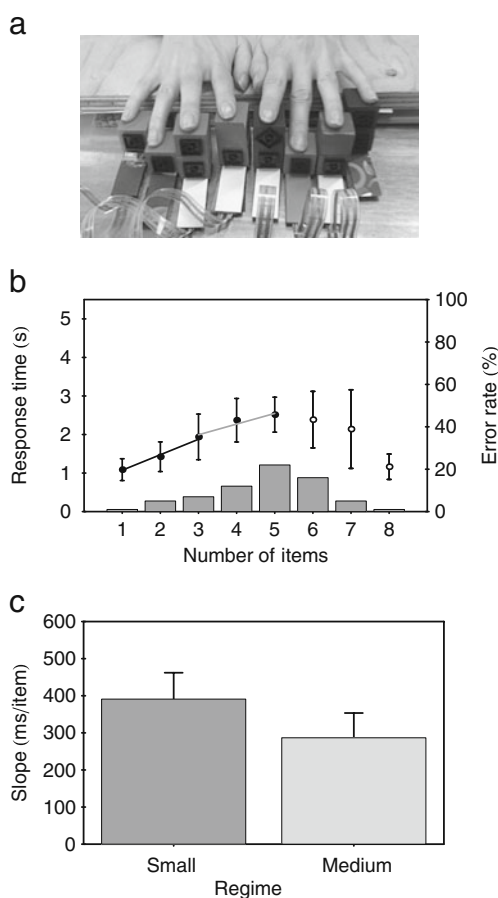 a
b
Response time (s)
5
4
3
2
1
0
100
80
60
40
20
0
Error rate (%)
1 2 3 4 5 6 7 8
Number of items
c
Slope (ms/item)
600
500
400
300
200
100
0
Small Medium
Regime